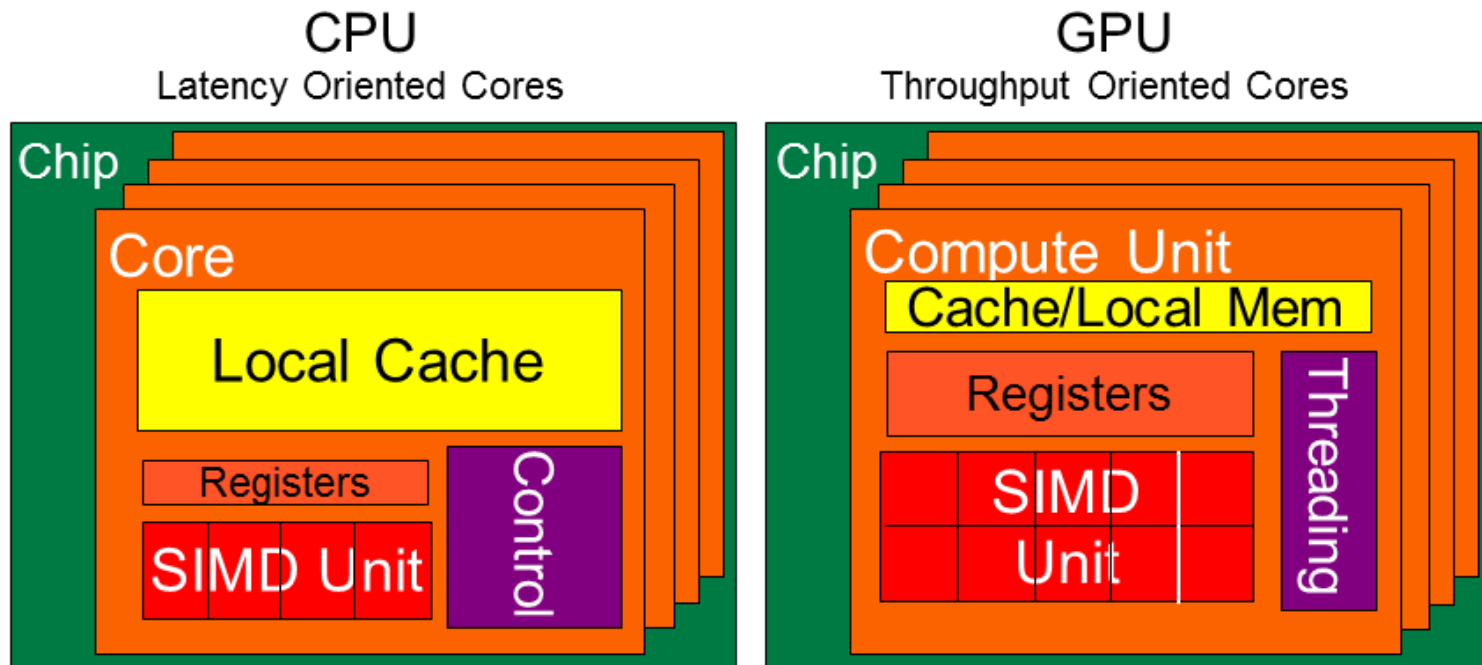 CPU
Latency Oriented Cores
Chip
Core
Local Cache
Registers
SIMD Unit
Control
GPU
Throughput Oriented Cores
Chip
Compute Unit
Cache/Local Mem
Registers
SIMD
Unit
Threading